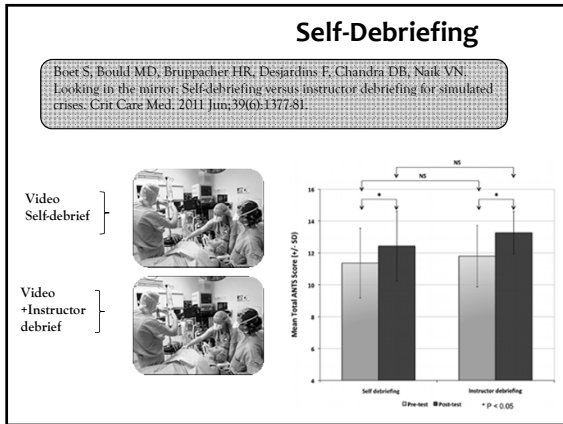 Self-Debriefing
Boet S, Bould MD, Bruppacher HR, Desjardins F, Chandra DB, Naik VN.
Looking in the mirror: Self-debriefing versus instructor debriefing for simulated
crises. Crit Care Med. 2011 Jun;39(6):1377-81.
Video
Self-debrief
Video
+Instructor
debrief
NS
NS
*
*
Mean Total ANTS Score (+/- SD)
16
14
12
10
8
6
4
Self debriefing
Instructor debriefing
Pre-test
Post-test
* P < 0.05